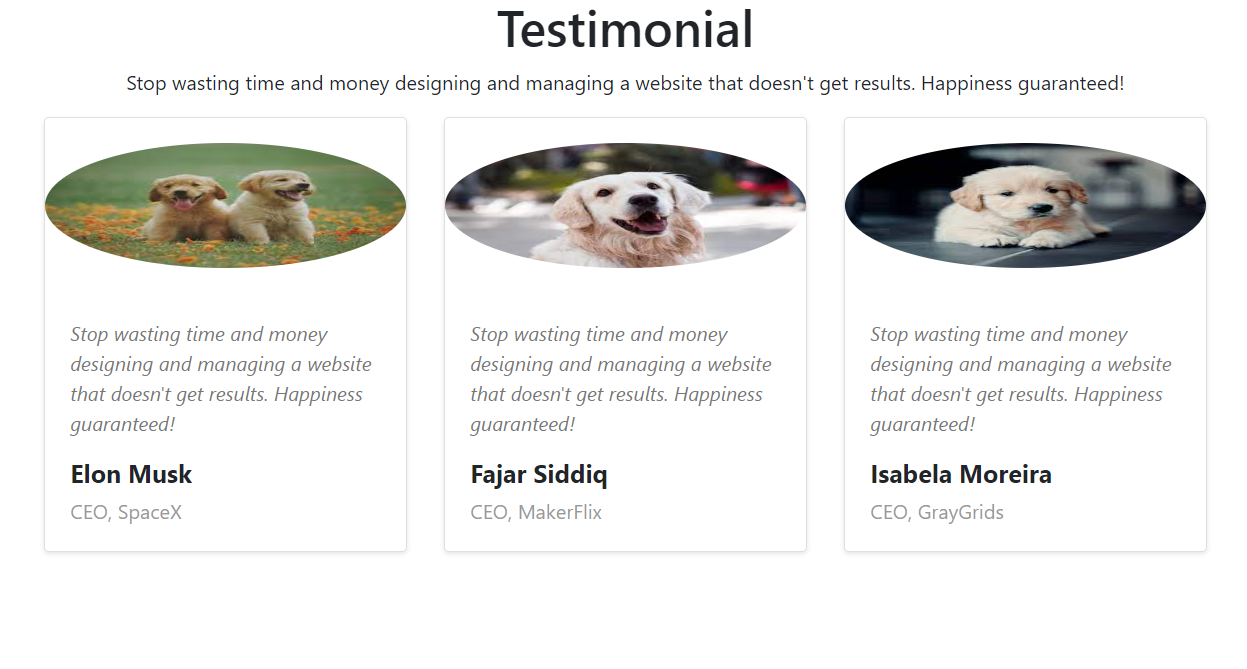 Testimonial
Stop wasting time and money designing and managing a website that doesn't get results. Happiness guaranteed!
Stop wasting time and money
designing and managing a website
that doesn't get results. Happiness
guaranteed!
Elon Musk
CEO, SpaceX
Stop wasting time and money
designing and managing a website
that doesn't get results. Happiness
guaranteed!
Fajar Siddiq
CEO, MakerFlix
Stop wasting time and money
designing and managing a website
that doesn't get results. Happiness
guaranteed!
Isabela Moreira
CEO, GrayGrids